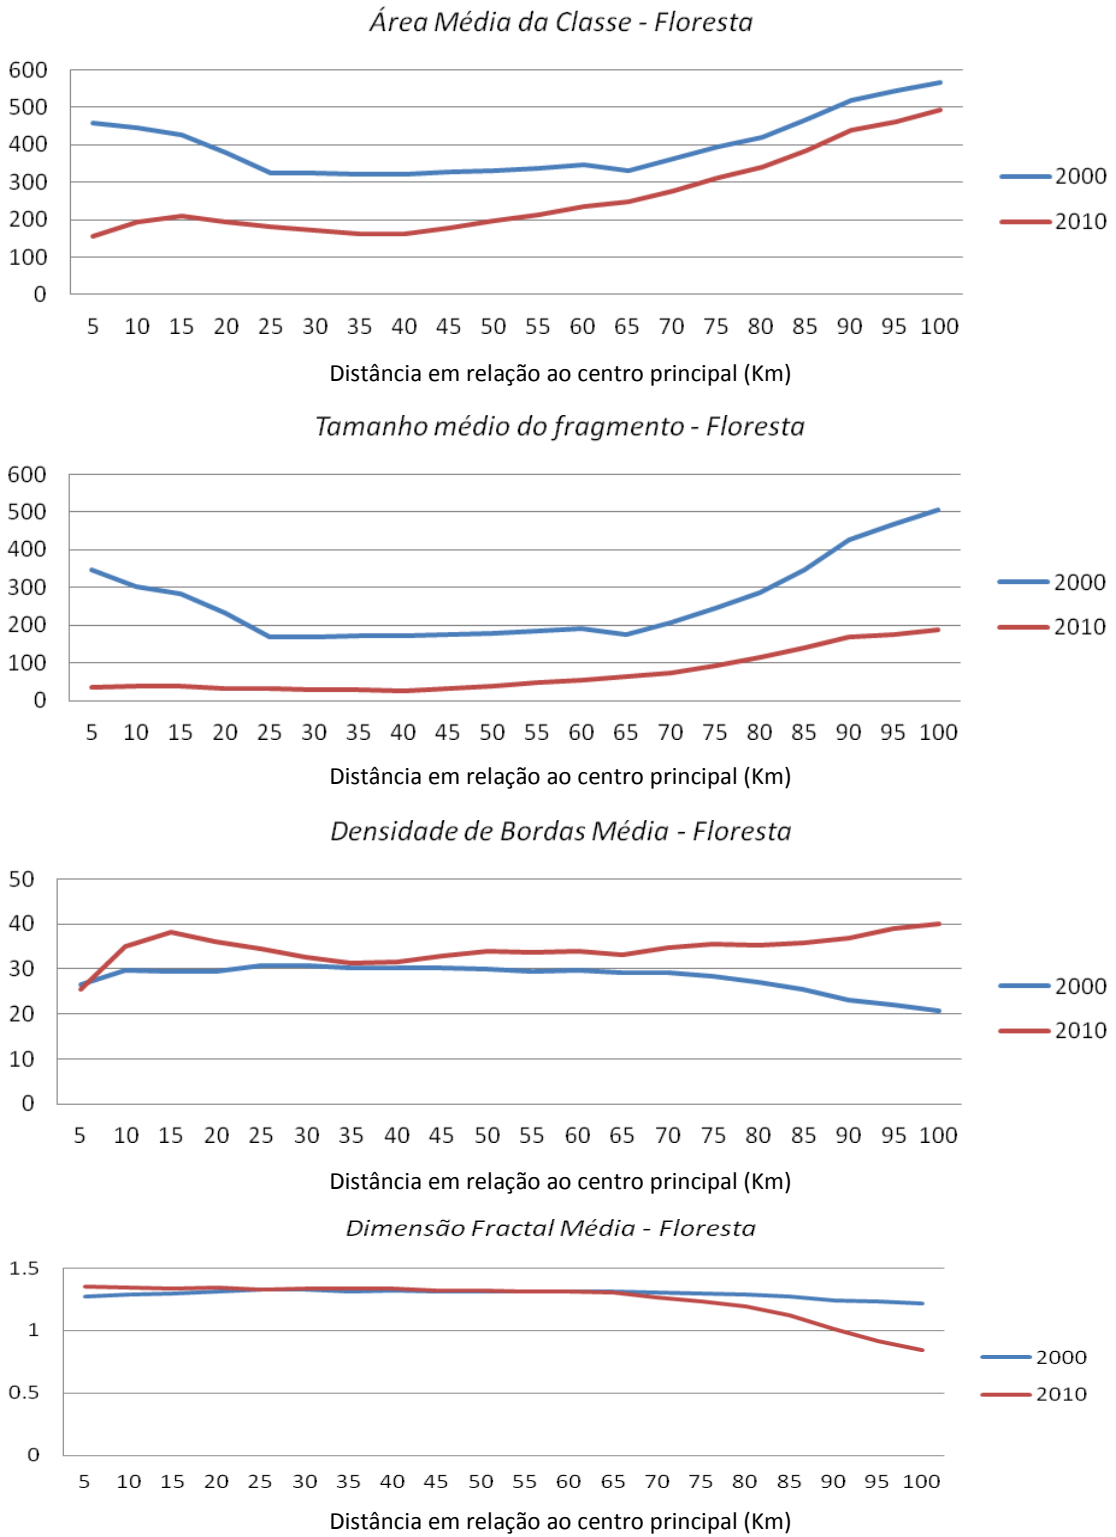 Área Média da Classe - Floresta
600
500
400
300
200
100
0
5 10 15 20 25 30 35 40 45 50 55 60 65 70 75 80 85 90 95 100
2000
2010
Distância em relação ao centro principal (Km)
Tamanho médio do fragmento - Floresta
600
500
400
300
200
100
0
5 10 15 20 25 30 35 40 45 50 55 60 65 70 75 80 85 90 95 100
2000
2010
Distância em relação ao centro principal (Km)
Densidade de Bordas Média - Floresta
50
40
30
20
10
0
5 10 15 20 25 30 35 40 45 50 55 60 65 70 75 80 85 90 95 100
2000
2010
Distância em relação ao centro principal (Km)
Dimensão Fractal Média - Floresta
1.5
1
0.5
0
5 10 15 20 25 30 35 40 45 50 55 60 65 70 75 80 85 90 95 100
2000
2010
Distância em relação ao centro principal (Km)